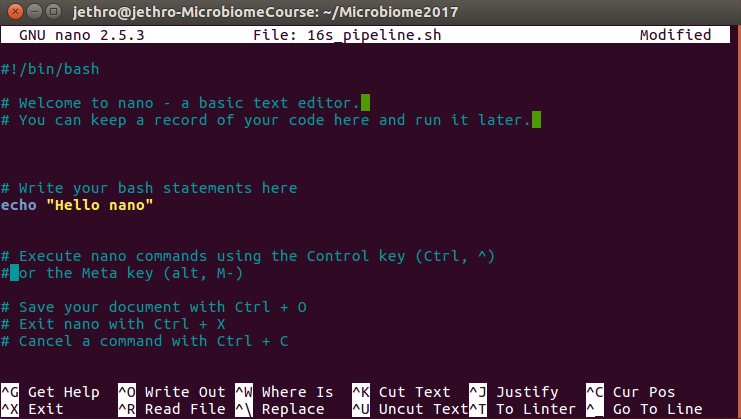 jethro@jethro-MicrobiomeCourse: ~/Microbiome2017
GNU nano 2.5.3 File: 16s_pipeline.sh Modified
#!/bin/bash
# Welcome to nano - a basic text editor.
# You can keep a record of your code here and run it later.
# Write your bash statements here
echo "Hello nano"
# Execute nano commands using the Control key (Ctrl, ^)
# or the Meta key (alt, M-)
# Save your document with Ctrl + O
# Exit nano with Ctrl + X
# Cancel a command with Ctrl + C
^G Get Help ^O Write Out ^W Where Is ^K Cut Text ^J Justify ^C Cur Pos
^X Exit ^R Read File ^\ Replace ^U Uncut Text ^T To Linter ^_ Go To Line